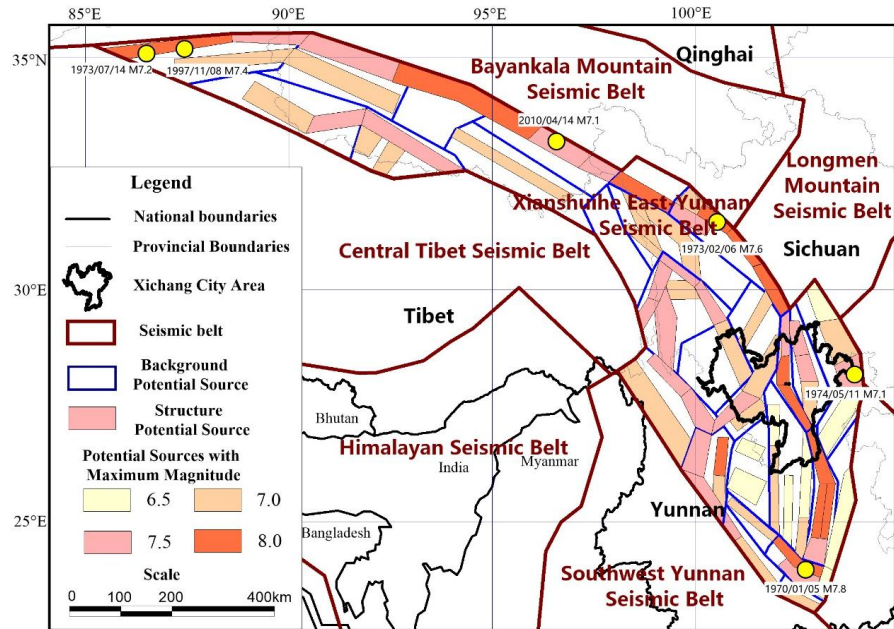 85°E
90°E
95°E
100°E
35°N
30°N
25°N
1973/07/14 M7.2
1997/11/08 M7.4
Qinghai
Bayankala Mountain
Seismic Belt
2010/04/14 M7.1
Longmen
Mountain
Seismic Belt
Xianshuihe East-Yunnan
Seismic Belt
1973/02/06 M7.6
Sichuan
Central Tibet Seismic Belt
Tibet
1974/05/11 M7.1
Himalayan Seismic Belt
Bhutan
India
Myanmar
Bangladesh
Yunnan
Southwest Yunnan
Seismic Belt
1970/01/05 M7.8
Legend
National boundaries
Provincial Boundaries
Xichang City Area
Seismic belt
Background
Potential Source
Structure
Potential Source
Potential Sources with
Maximum Magnitude
6.5
7.0
7.5
8.0
Scale
0
100
200
400km